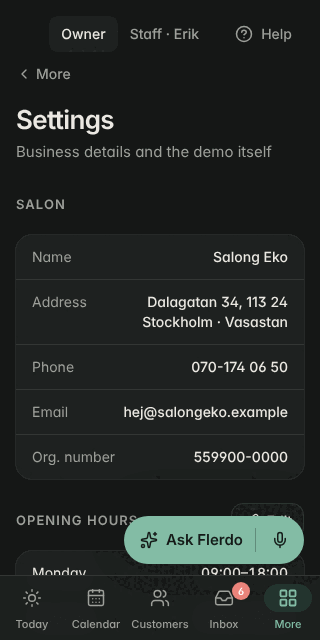 Owner
Staff · Erik
Help
More
Settings
Business details and the demo itself
SALON
Name
Salong Eko
Address
Dalagatan 34, 113 24
Stockholm · Vasastan
Phone
070-174 06 50
Email
hej@salongeko.example
Org. number
559900-0000
OPENING HOURS
Ask Flerdo
Monday
09:00–18:00
6
Today
Calendar
Customers
Inbox
More